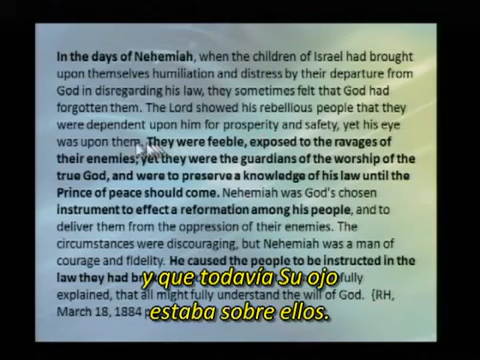 In the days of Nehemiah, when the children of Israel had brought
upon themselves humiliation and distress by their departure from
God in disregarding his law, they sometimes felt that God had
forgotten them. The Lord showed his rebellious people that they
were dependent upon him for prosperity and safety, yet his eye
was upon them. They were feeble, exposed to the ravages of
their enemies; yet they were the guardians of the worship of the
true God, and were to preserve a knowledge of his law until the
Prince of peace should come. Nehemiah was God's chosen
instrument to effect a reformation among his people, and to
deliver them from the oppression of their enemies. The
circumstances were discouraging, but Nehemiah was a man of
courage and fidelity. He caused the people to be instructed in the
law they had
y que todavía Su ojo
explained, that all might fully understand the will of God. {RH,
March 18, 1884
estaba sobre ellos.